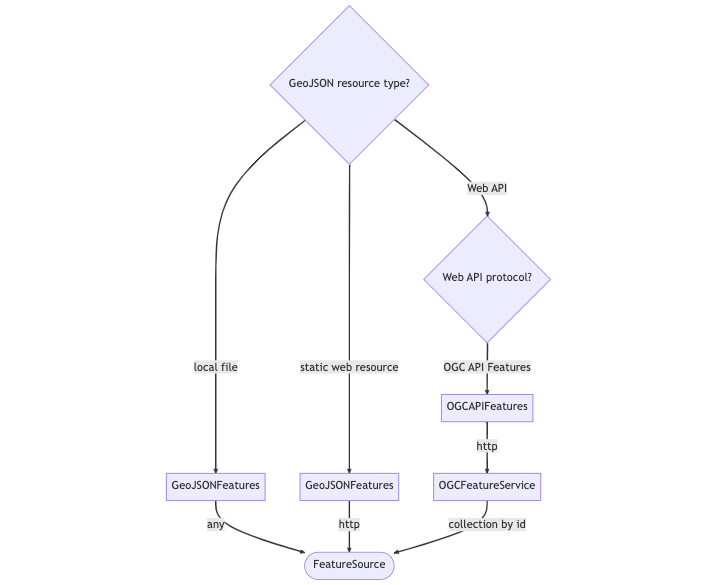 GeoJSON resource type?
Web API
Web API protocol?
local file
static web resource
OGC API Features
OGCAPIFeatures
http
GeoJSONFeatures
GeoJSONFeatures
OGCFeatureService
any
http
collection by id
FeatureSource